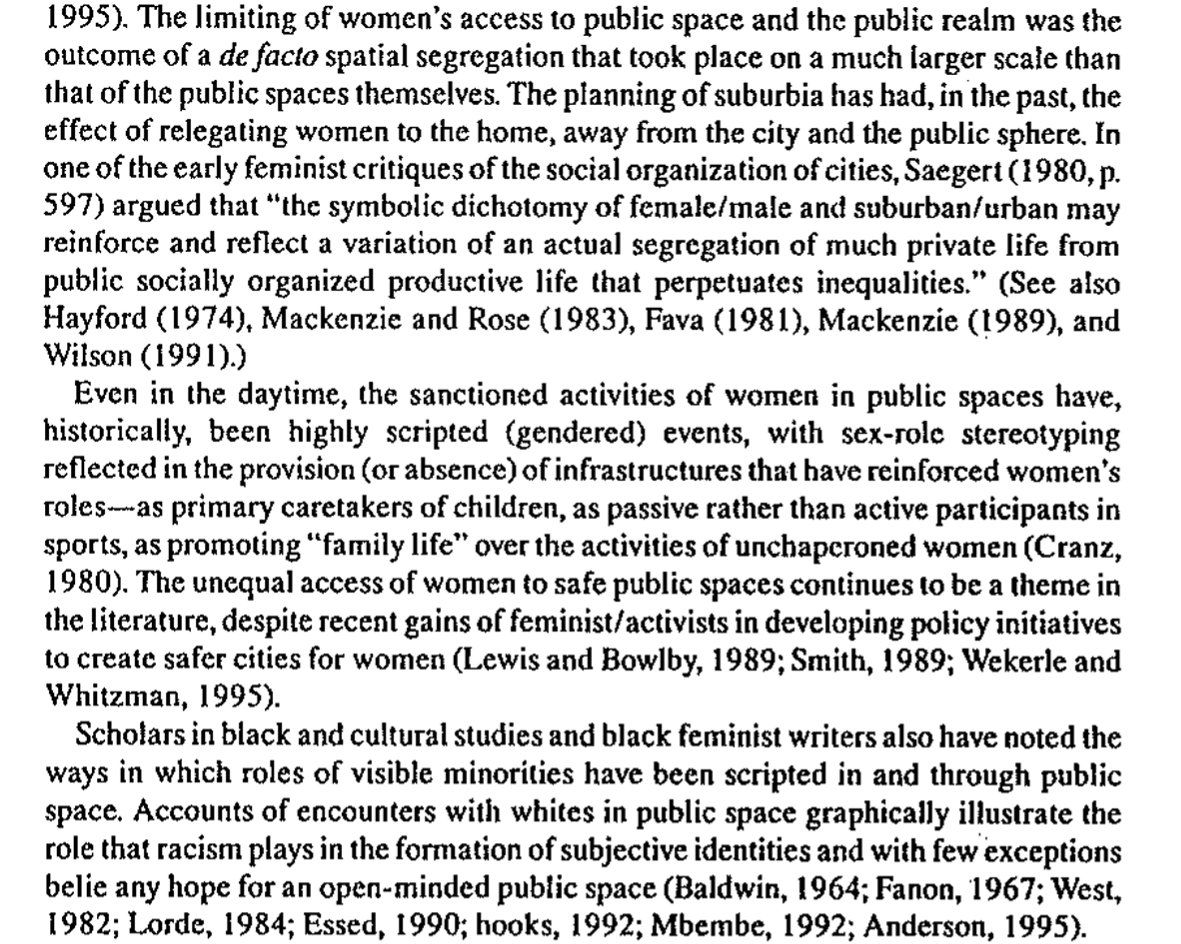 1995). The limiting of women's access to public space and the public realm was the
outcome of a de facto spatial segregation that took place on a much larger scale than
that of the public spaces themselves. The planning of suburbia has had, in the past, the
effect of relegating women to the home, away from the city and the public sphere. In
one of the early feminist critiques of the social organization of cities, Saegert (1980, p.
597) argued that "the symbolic dichotomy of female/male and suburban/urban may
reinforce and reflect a variation of an actual segregation of much private life from
public socially organized productive life that perpetuates inequalities." (See also
Hayford (1974), Mackenzie and Rose (1983), Fava (1981), Mackenzie (1989), and
Wilson (1991).)
Even in the daytime, the sanctioned activities of women in public spaces have,
historically, been highly scripted (gendered) events, with sex-role stereotyping
reflected in the provision (or absence) of infrastructures that have reinforced women's
roles—as primary caretakers of children, as passive rather than active participants in
sports, as promoting "family life" over the activities of unchaperoned women (Cranz,
1980). The unequal access of women to safe public spaces continues to be a theme in
the literature, despite recent gains of feminist/activists in developing policy initiatives
to create safer cities for women (Lewis and Bowlby, 1989; Smith, 1989; Wekerle and
Whitzman, 1995).
Scholars in black and cultural studies and black feminist writers also have noted the
ways in which roles of visible minorities have been scripted in and through public
space. Accounts of encounters with whites in public space graphically illustrate the
role that racism plays in the formation of subjective identities and with few exceptions
belie any hope for an open-minded public space (Baldwin, 1964; Fanon, 1967; West,
1982; Lorde, 1984; Essed, 1990; hooks, 1992; Mbembe, 1992; Anderson, 1995).